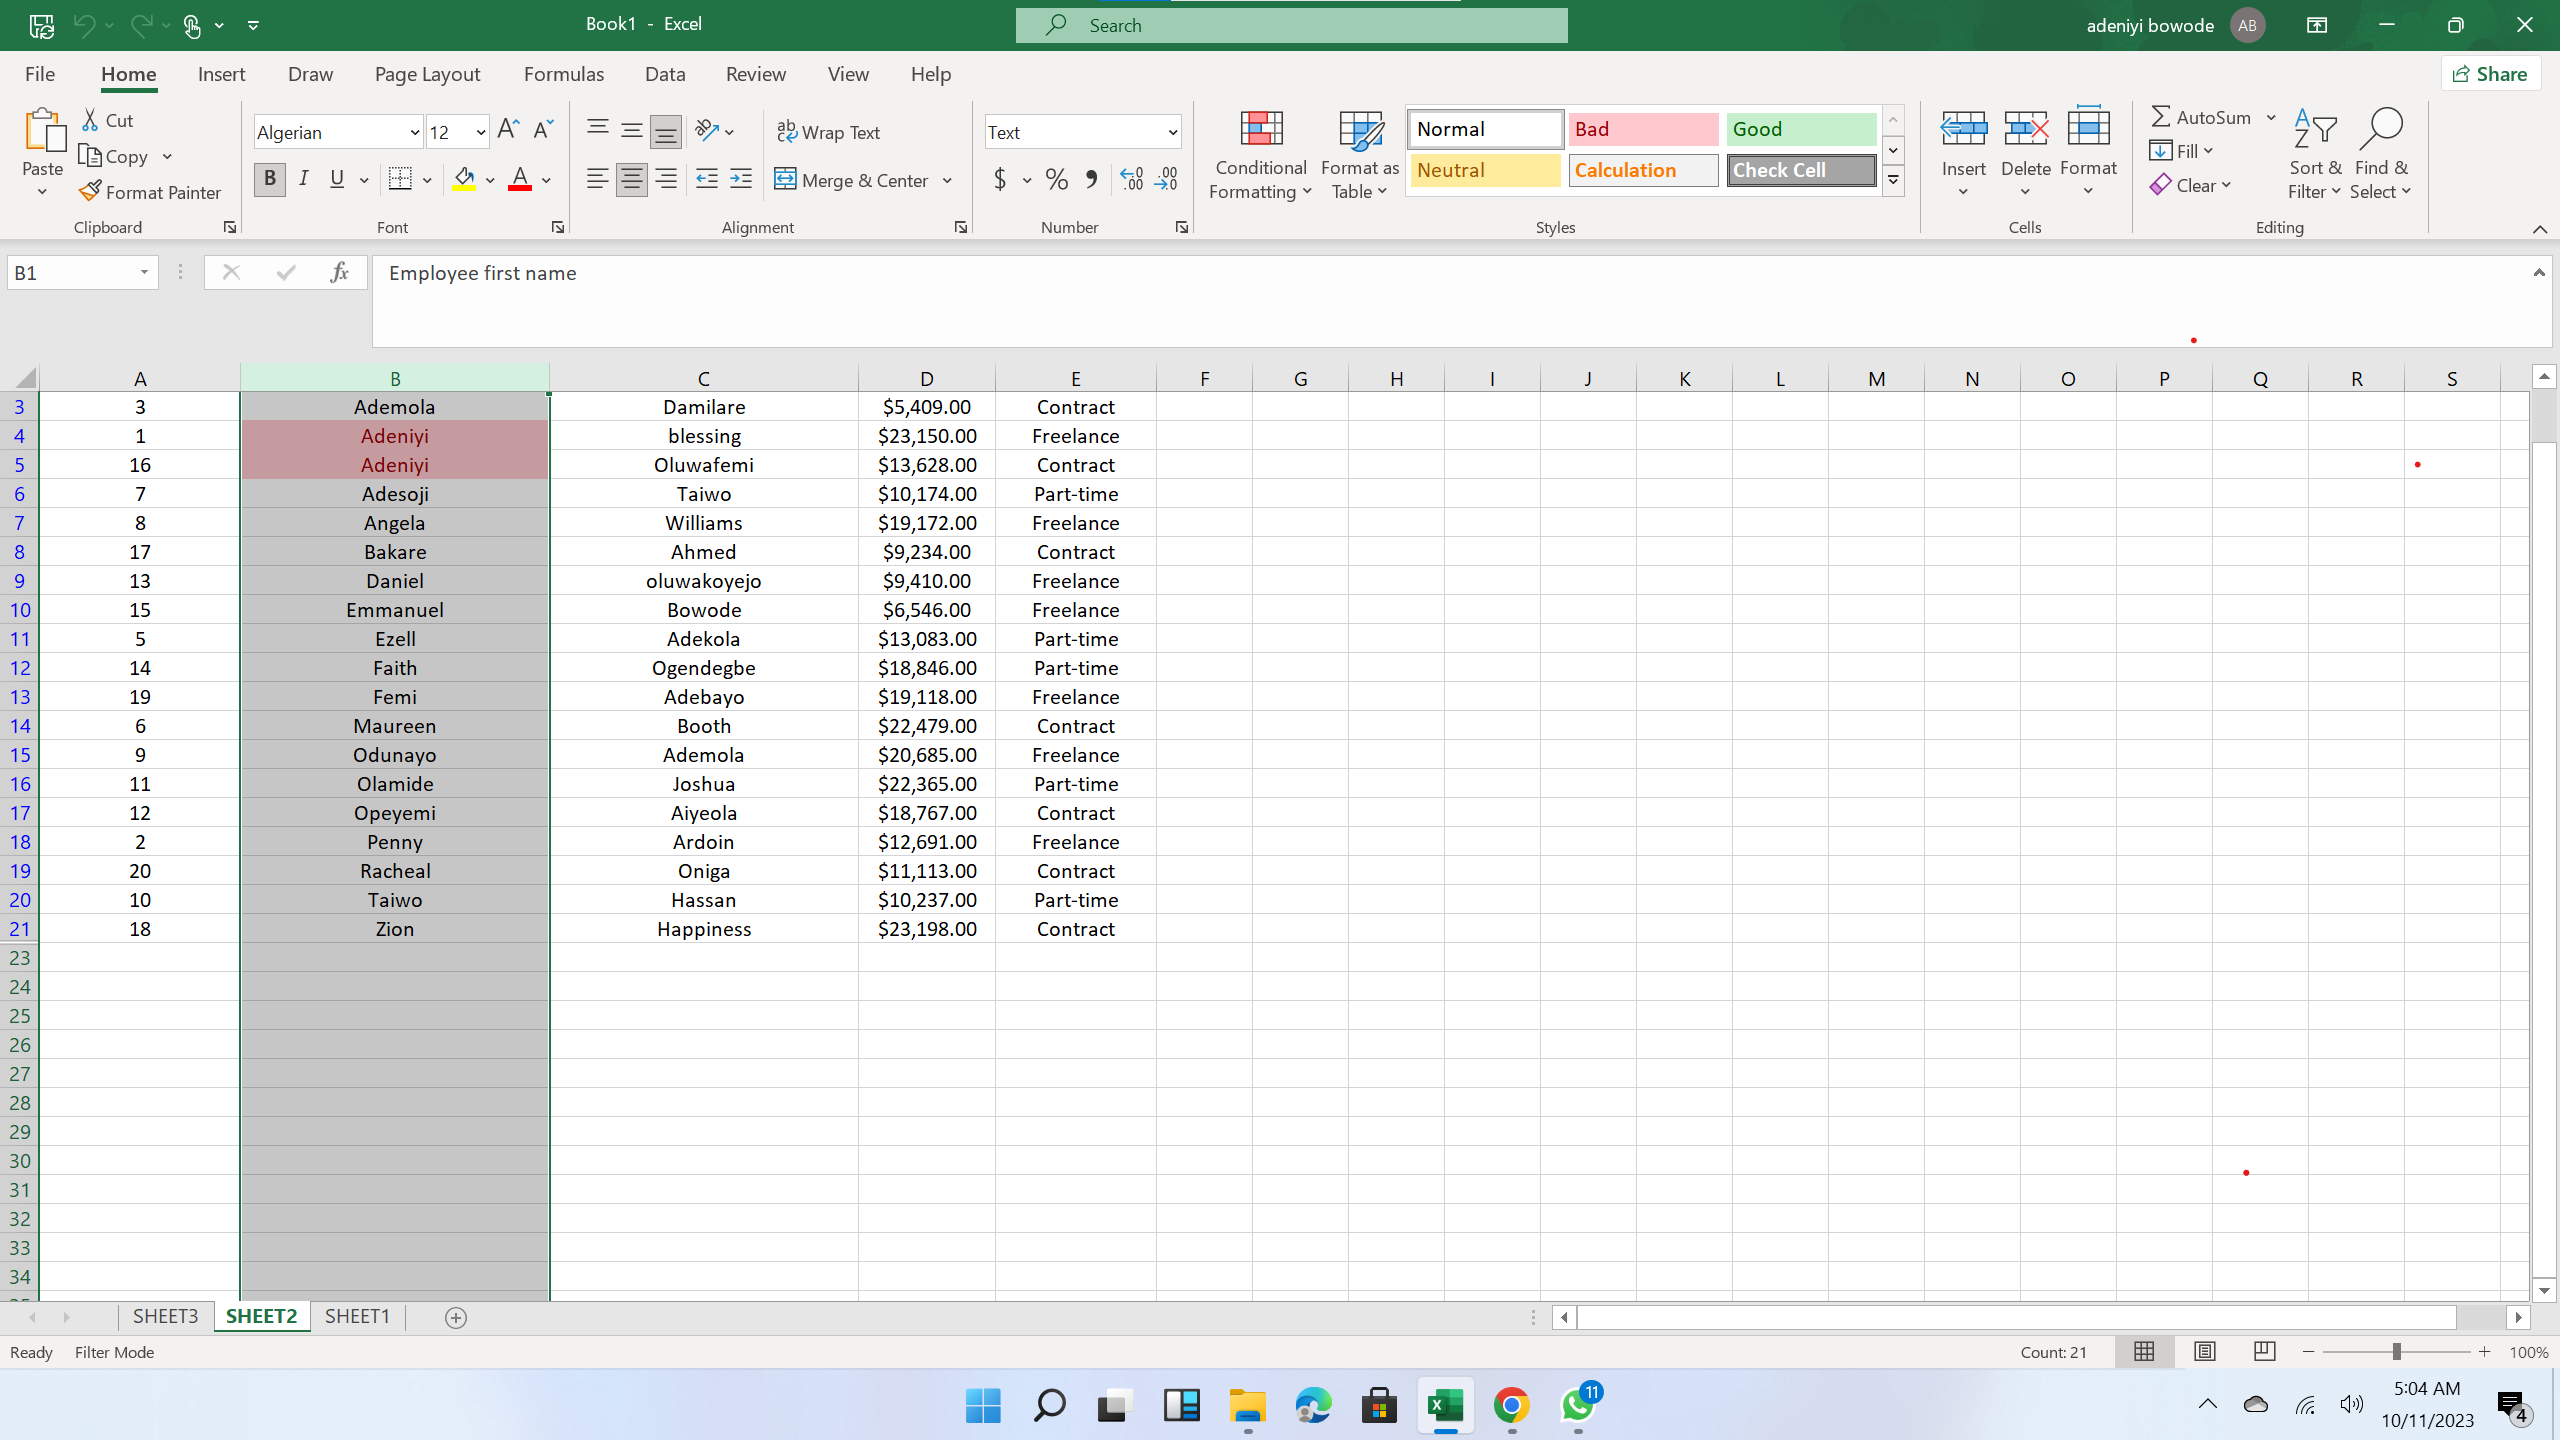 Book1 - Excel
Search
adeniyi bowode AB
File Home Insert Draw Page Layout Formulas Data Review View Help Share
Paste
Cut
Copy
Format Painter
Clipboard
Algerian 12
B I U
Font
Wrap Text
Merge & Center
Alignment
Text
$ % 9 .00 .00
Number
Conditional Formatting
Format as Table
Normal Bad Good
Neutral Calculation Check Cell
Styles
Insert Delete Format
Cells
AutoSum
Fill
Clear
Sort & Filter
Find & Select
Editing
B1 fx Employee first name
A B C D E F G H I J K L M N O P Q R S
3 3 Ademola Damilare $5,409.00 Contract
4 1 Adeniyi blessing $23,150.00 Freelance
5 16 Adeniyi Oluwafemi $13,628.00 Contract
6 7 Adesoji Taiwo $10,174.00 Part-time
7 8 Angela Williams $19,172.00 Freelance
8 17 Bakare Ahmed $9,234.00 Contract
9 13 Daniel oluwakoyejo $9,410.00 Freelance
10 15 Emmanuel Bowode $6,546.00 Freelance
11 5 Ezell Adekola $13,083.00 Part-time
12 14 Faith Ogendegbe $18,846.00 Part-time
13 19 Femi Adebayo $19,118.00 Freelance
14 6 Maureen Booth $22,479.00 Contract
15 9 Odunayo Ademola $20,685.00 Freelance
16 11 Olamide Joshua $22,365.00 Part-time
17 12 Opeyemi Aiyeola $18,767.00 Contract
18 2 Penny Ardoin $12,691.00 Freelance
19 20 Racheal Oniga $11,113.00 Contract
20 10 Taiwo Hassan $10,237.00 Part-time
21 18 Zion Happiness $23,198.00 Contract
23
24
25
26
27
28
29
30
31
32
33
34
SHEET3 SHEET2 SHEET1
Ready Filter Mode Count: 21 100%
11
5:04 AM
10/11/2023
4